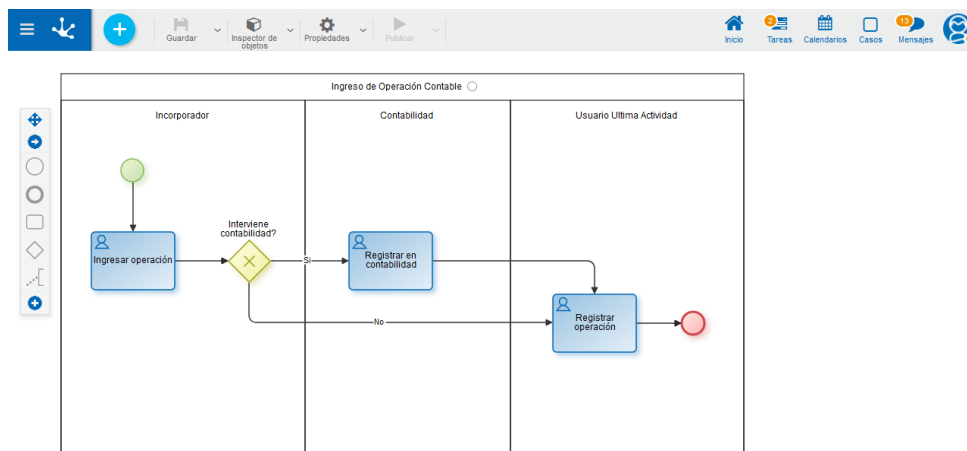 Guardar
Inspector de
objetos
Propiedades
Publicar
Inicio
2
Tareas
Calendarios
Casos
13
Mensajes
Ingreso de Operación Contable
Incorporador
Contabilidad
Usuario Ultima Actividad
Interviene
contabilidad?
Ingresar operación
Si
Registrar en
contabilidad
No
Registrar
operación